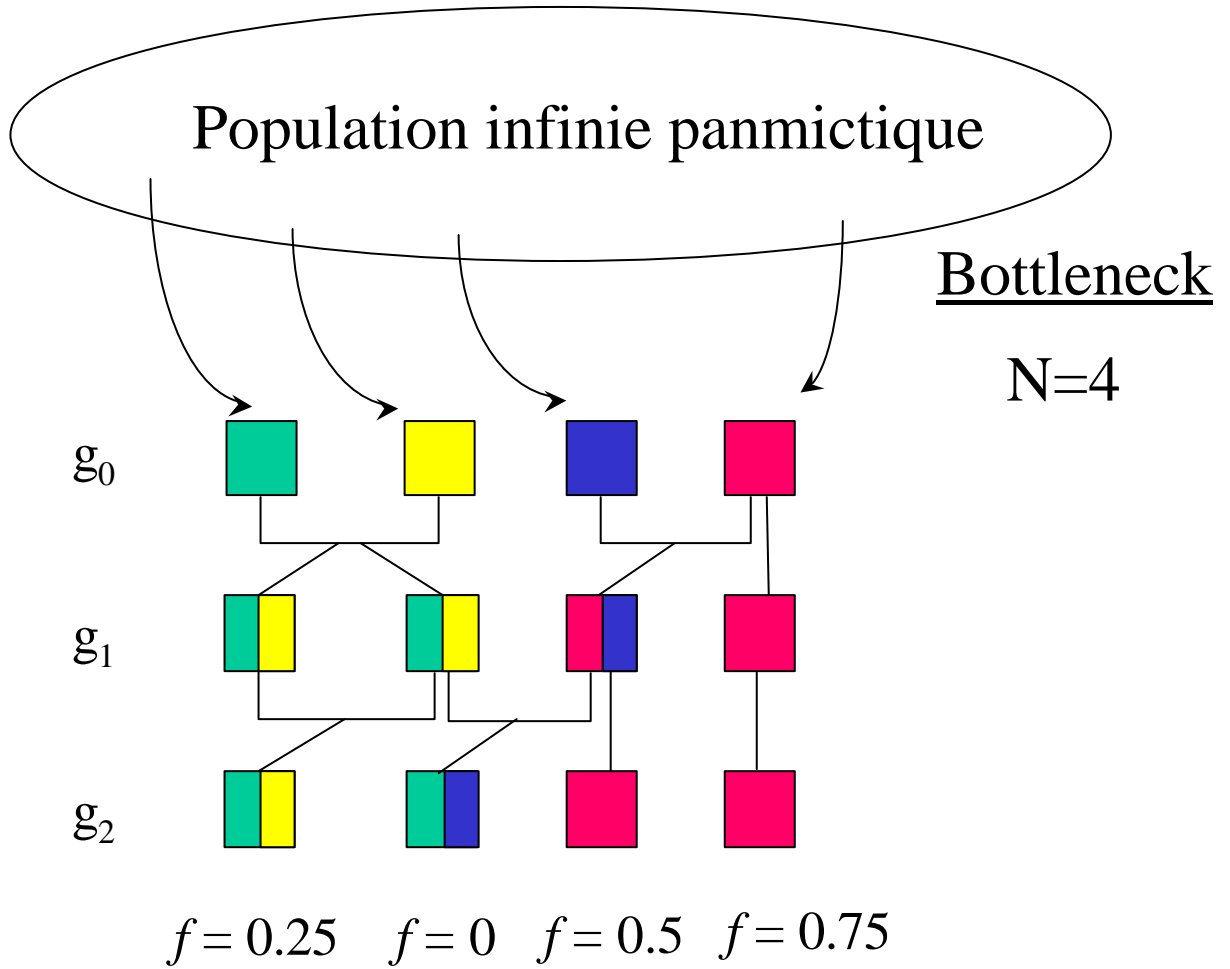 Population infinie panmictique
Bottleneck
N=4
g₀
g₁
g₂
f = 0.25 f = 0 f = 0.5 f = 0.75